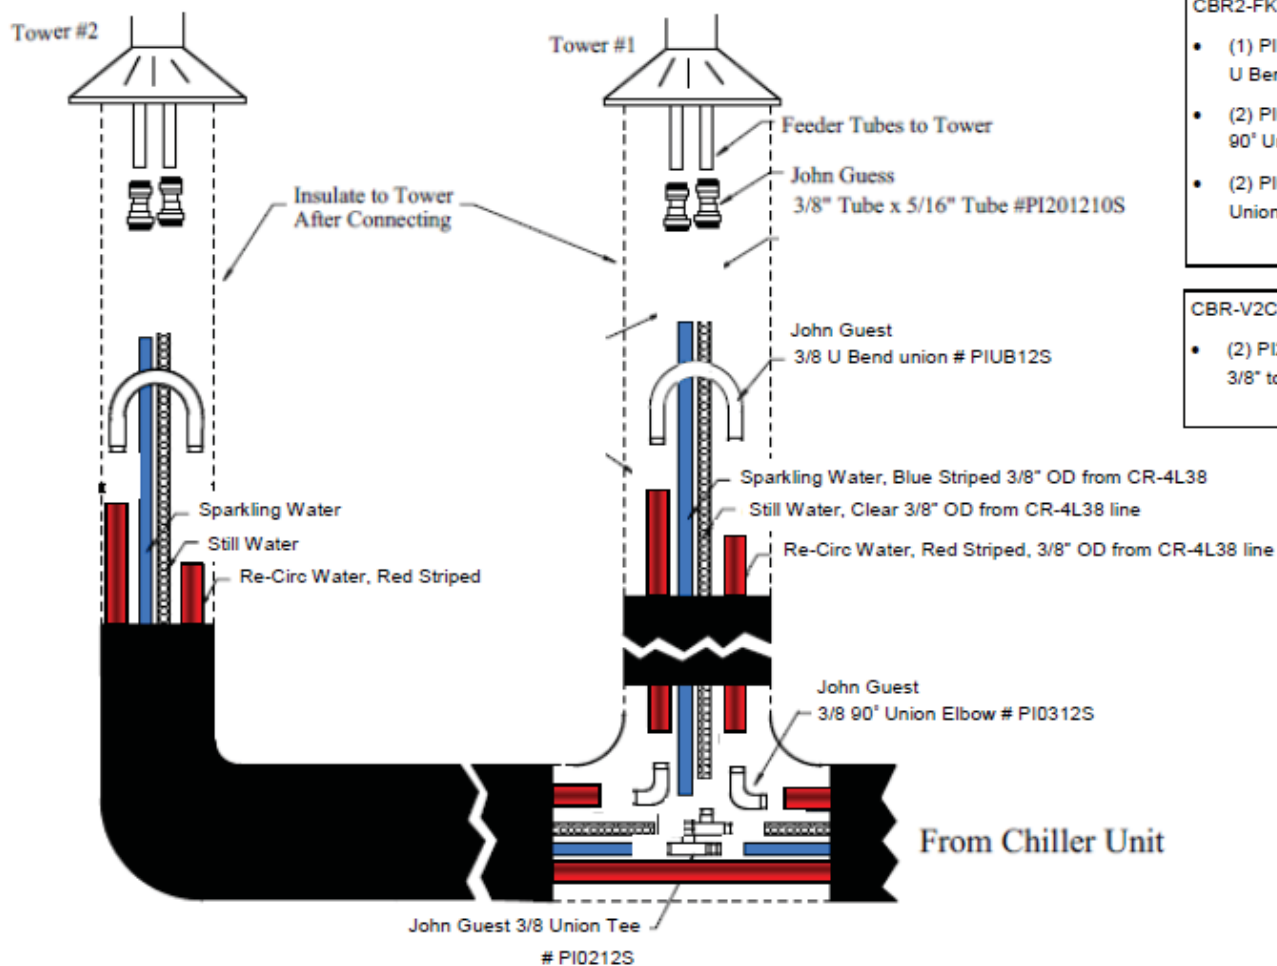 Tower #2
Tower #1
Feeder Tubes to Tower
John Guess
3/8" Tube x 5/16" Tube #PI201210S
Insulate to Tower
After Connecting
John Guest
3/8 U Bend union # PIUB12S
Sparkling Water, Blue Striped 3/8" OD from CR-4L38
Still Water, Clear 3/8" OD from CR-4L38 line
Re-Circ Water, Red Striped, 3/8" OD from CR-4L38 line
Sparkling Water
Still Water
Re-Circ Water, Red Striped
John Guest
3/8 90° Union Elbow # PI0312S
From Chiller Unit
John Guest 3/8 Union Tee
# PI0212S
CBR2-FK
• (1) PI
U Ben
• (2) PI
90° Un
• (2) PI
Union
CBR-V2C
• (2) PI
3/8" to